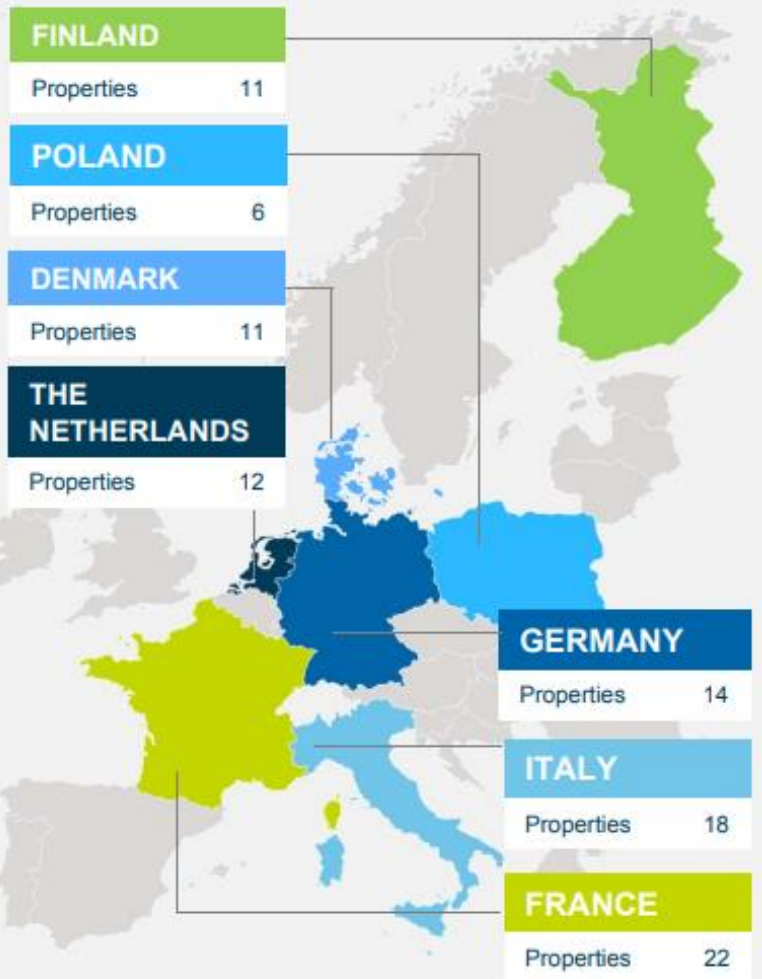 FINLAND
Properties 11
POLAND
Properties 6
DENMARK
Properties 11
THE
NETHERLANDS
Properties 12
GERMANY
Properties 14
ITALY
Properties 18
FRANCE
Properties 22